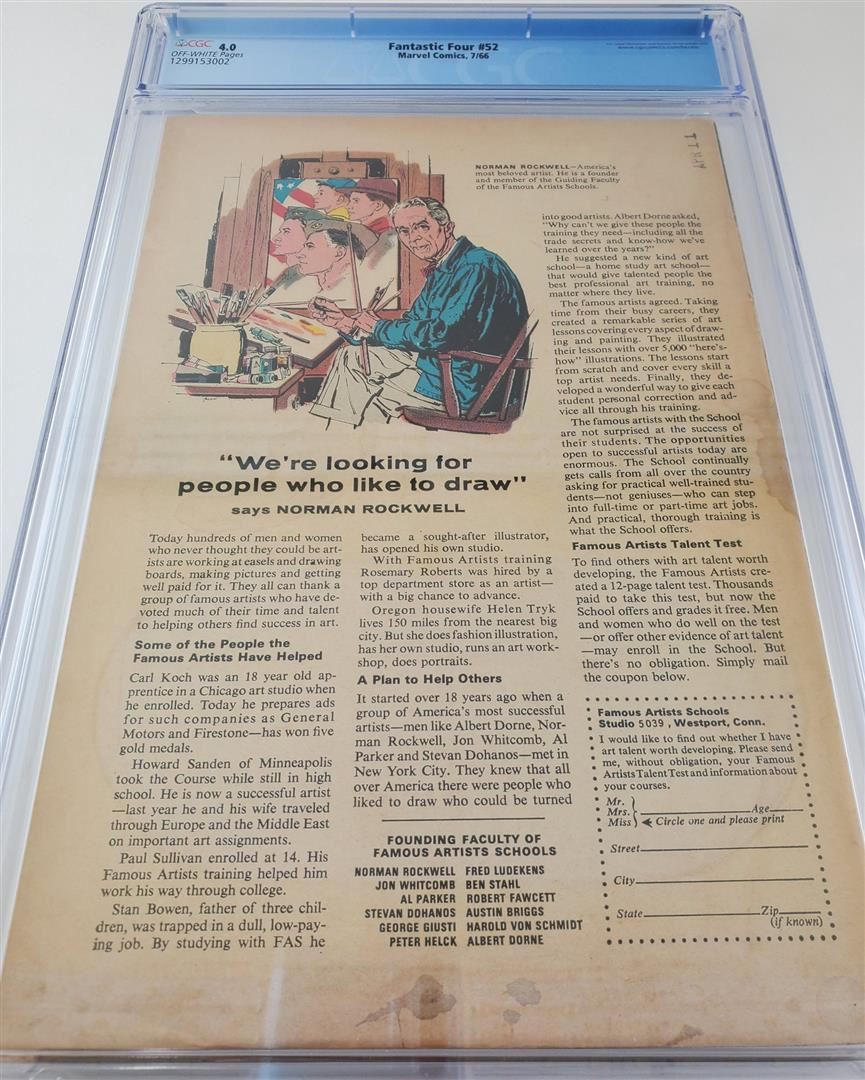 CGC 4.0
OFF-WHITE Pages
1299153002
Fantastic Four #52
Marvel Comics, 7/66
APR 11
NORMAN ROCKWELL—America's
most beloved artist. He is a founder
and member of the Guiding Faculty
of the Famous Artists Schools.
"We're looking for
people who like to draw"
says NORMAN ROCKWELL
Today hundreds of men and women
who never thought they could be art-
ists are working at easels and drawing
boards, making pictures and getting
well paid for it. They all can thank a
group of famous artists who have de-
voted much of their time and talent
to helping others find success in art.
Some of the People the
Famous Artists Have Helped
Carl Koch was an 18 year old ap-
prentice in a Chicago art studio when
he enrolled. Today he prepares ads
for such companies as General
Motors and Firestone—has won five
gold medals.
Howard Sanden of Minneapolis
took the Course while still in high
school. He is now a successful artist
—last year he and his wife traveled
through Europe and the Middle East
on important art assignments.
Paul Sullivan enrolled at 14. His
Famous Artists training helped him
work his way through college.
Stan Bowen, father of three chil-
dren, was trapped in a dull, low-pay-
ing job. By studying with FAS he
became a sought-after illustrator,
has opened his own studio.
With Famous Artists training
Rosemary Roberts was hired by a
top department store as an artist—
with a big chance to advance.
Oregon housewife Helen Tryk
lives 150 miles from the nearest big
city. But she does fashion illustration,
has her own studio, runs an art work-
shop, does portraits.
A Plan to Help Others
It started over 18 years ago when a
group of America's most successful
artists—men like Albert Dorne, Nor-
man Rockwell, Jon Whitcomb, Al
Parker and Stevan Dohanos—met in
New York City. They knew that all
over America there were people who
liked to draw who could be turned
FOUNDING FACULTY OF
FAMOUS ARTISTS SCHOOLS
NORMAN ROCKWELL FRED LUDEKENS
JON WHITCOMB BEN STAHL
AL PARKER ROBERT FAWCETT
STEVAN DOHANOS AUSTIN BRIGGS
GEORGE GIUSTI HAROLD VON SCHMIDT
PETER HELCK ALBERT DORNE
into good artists. Albert Dorne asked,
"Why can't we give these people the
training they need—including all the
trade secrets and know-how we've
learned over the years?"
He suggested a new kind of art
school—a home study art school—
that would give talented people the
best professional art training, no
matter where they live.
The famous artists agreed. Taking
time from their busy careers, they
created a remarkable series of art
lessons covering every aspect of draw-
ing and painting. They illustrated
their lessons with over 5,000 "here's-
how" illustrations. The lessons start
from scratch and cover every skill a
top artist needs. Finally, they de-
veloped a wonderful way to give each
student personal correction and ad-
vice all through his training.
The famous artists with the School
are not surprised at the success of
their students. The opportunities
open to successful artists today are
enormous. The School continually
gets calls from all over the country
asking for practical well-trained stu-
dents—not geniuses—who can step
into full-time or part-time art jobs.
And practical, thorough training is
what the School offers.
Famous Artists Talent Test
To find others with art talent worth
developing, the Famous Artists cre-
ated a 12-page talent test. Thousands
paid to take this test, but now the
School offers and grades it free. Men
and women who do well on the test
—or offer other evidence of art talent
—may enroll in the School. But
there's no obligation. Simply mail
the coupon below.
Famous Artists Schools
Studio 5039 , Westport, Conn.
I would like to find out whether I have
art talent worth developing. Please send
me, without obligation, your Famous
Artists Talent Test and information about
your courses.
Mr.
Mrs. Age
Miss Circle one and please print
Street
City
State Zip
(if known)